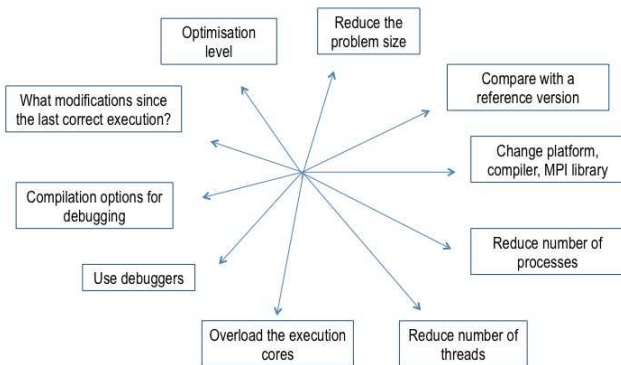 Optimisation
level
Reduce the
problem size
Compare with a
reference version
What modifications since
the last correct execution?
Change platform,
compiler, MPI library
Compilation options for
debugging
Reduce number of
processes
Use debuggers
Overload the execution
cores
Reduce number of
threads